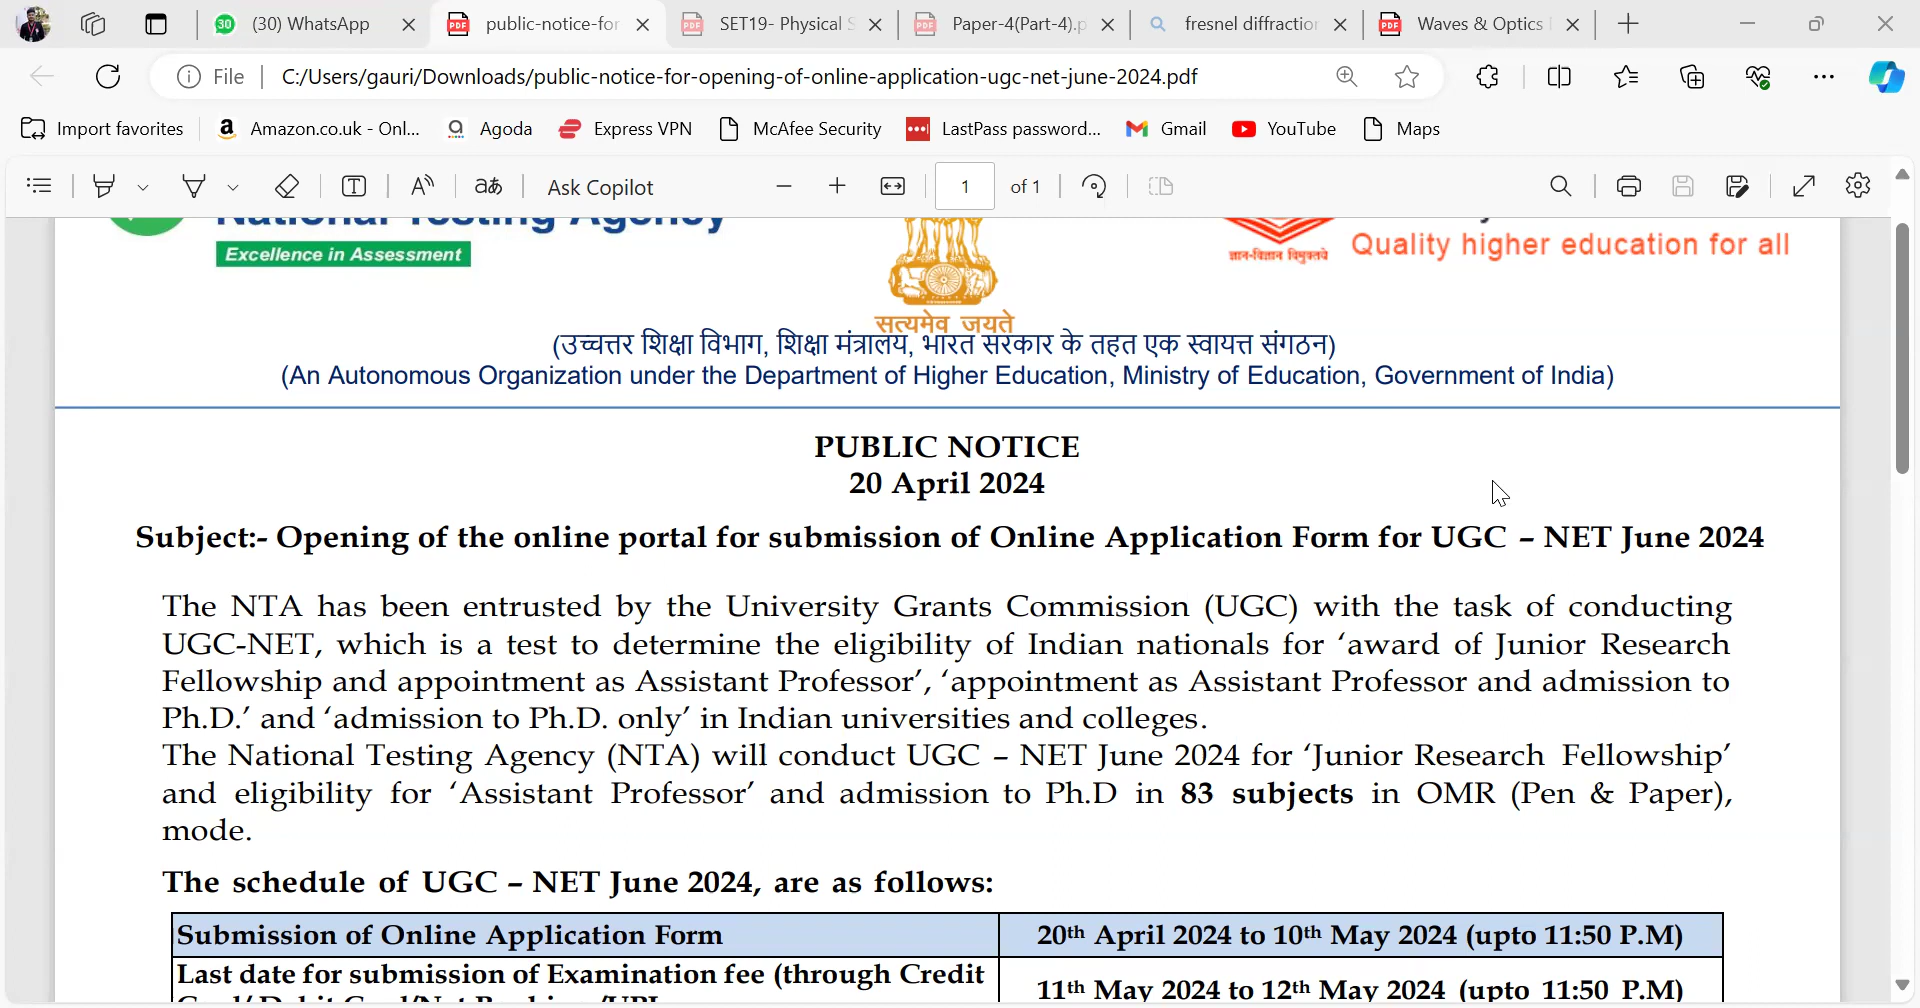 30
(30) WhatsApp
PDF
public-notice-for
PDF
SET19- Physical S
PDF
Paper-4(Part-4).p
fresnel diffraction
PDF
Waves & Optics
File
C:/Users/gauri/Downloads/public-notice-for-opening-of-online-application-ugc-net-june-2024.pdf
Import favorites
Amazon.co.uk - Onl...
Agoda
Express VPN
McAfee Security
LastPass password...
Gmail
YouTube
Maps
Ask Copilot
1
of 1
National Testing Agency
Excellence in Assessment
सत्यमेव जयते
ज्ञान-विज्ञान विमुक्तये
Quality higher education for all
(उच्चत्तर शिक्षा विभाग, शिक्षा मंत्रालय, भारत सरकार के तहत एक स्वायत्त संगठन)
(An Autonomous Organization under the Department of Higher Education, Ministry of Education, Government of India)
PUBLIC NOTICE
20 April 2024
Subject:- Opening of the online portal for submission of Online Application Form for UGC – NET June 2024
The NTA has been entrusted by the University Grants Commission (UGC) with the task of conducting
UGC-NET, which is a test to determine the eligibility of Indian nationals for ‘award of Junior Research
Fellowship and appointment as Assistant Professor’, ‘appointment as Assistant Professor and admission to
Ph.D.’ and ‘admission to Ph.D. only’ in Indian universities and colleges.
The National Testing Agency (NTA) will conduct UGC – NET June 2024 for ‘Junior Research Fellowship’
and eligibility for ‘Assistant Professor’ and admission to Ph.D in 83 subjects in OMR (Pen & Paper),
mode.
The schedule of UGC – NET June 2024, are as follows:
Submission of Online Application Form
20th April 2024 to 10th May 2024 (upto 11:50 P.M)
Last date for submission of Examination fee (through Credit
11th May 2024 to 12th May 2024 (upto 11:50 P.M)